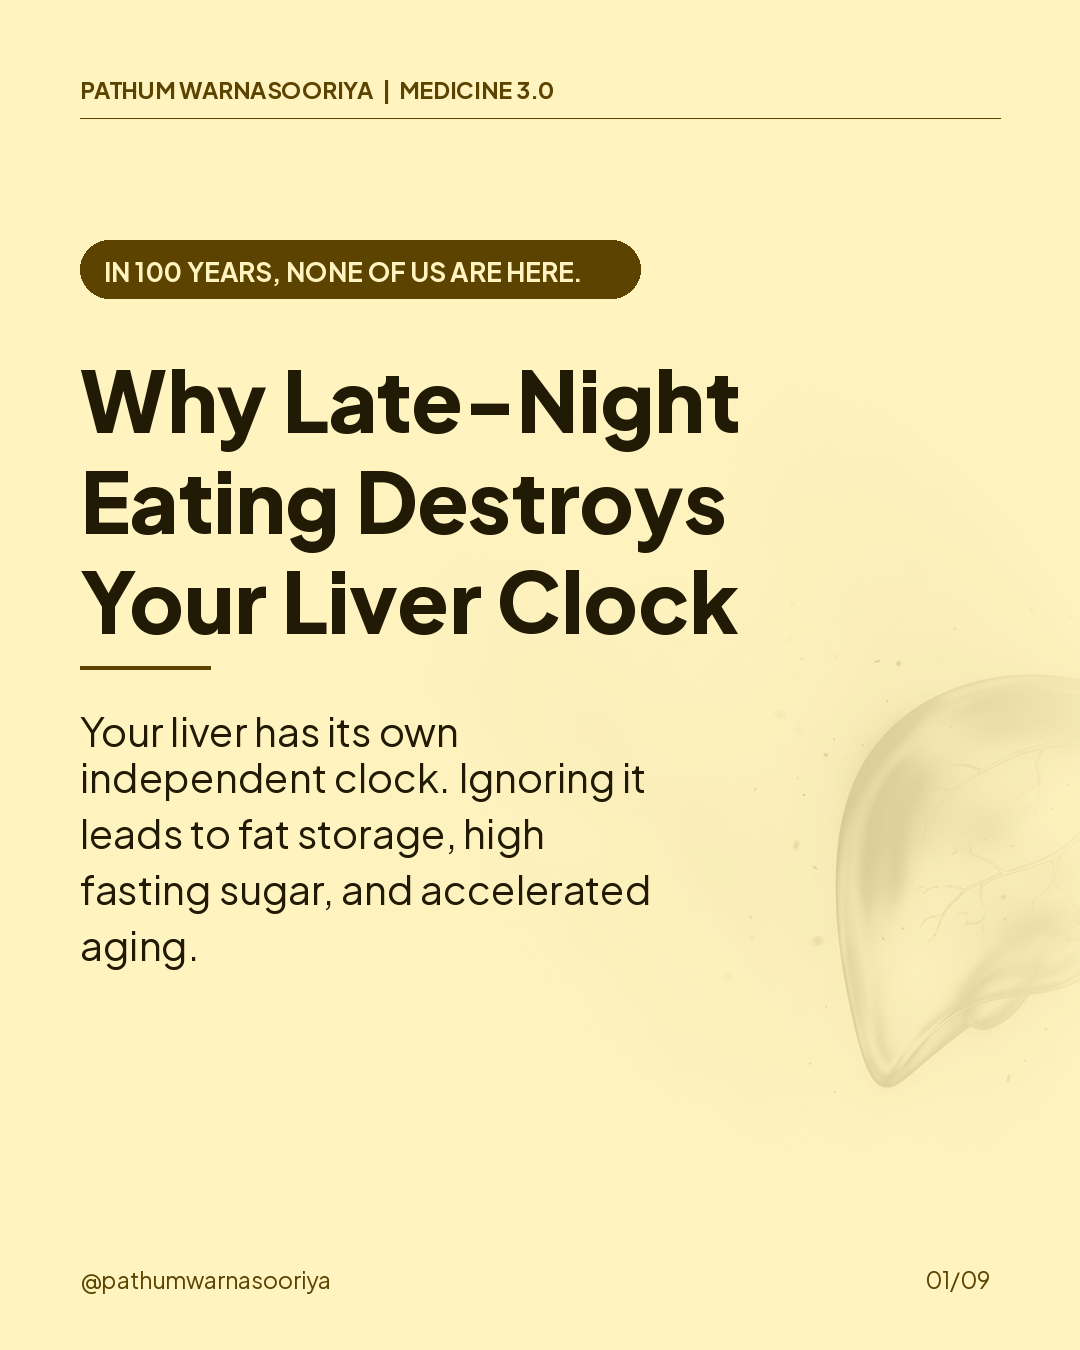 PATHUM WARNASOORIYA | MEDICINE 3.0
IN 100 YEARS, NONE OF US ARE HERE.
Why Late-Night
Eating Destroys
Your Liver Clock
Your liver has its own
independent clock. Ignoring it
leads to fat storage, high
fasting sugar, and accelerated
aging.
@pathumwarnasooriya
01/09